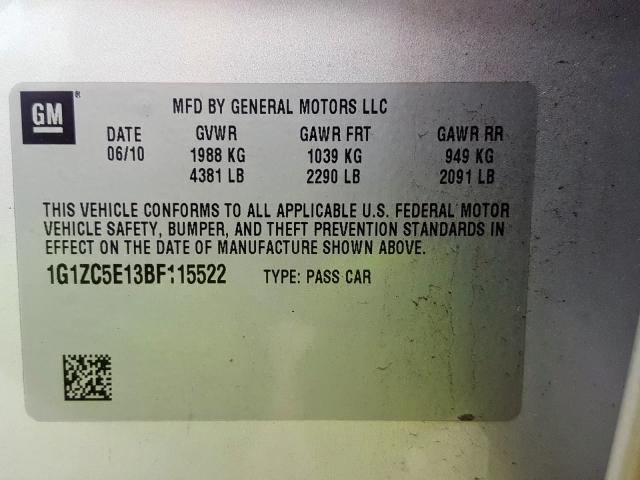 GM®
MFD BY GENERAL MOTORS LLC
DATE GVWR GAWR FRT GAWR RR
06/10 1988 KG 1039 KG 949 KG
4381 LB 2290 LB 2091 LB
THIS VEHICLE CONFORMS TO ALL APPLICABLE U.S. FEDERAL MOTOR
VEHICLE SAFETY, BUMPER, AND THEFT PREVENTION STANDARDS IN
EFFECT ON THE DATE OF MANUFACTURE SHOWN ABOVE.
1G1ZC5E13BF115522 TYPE: PASS CAR